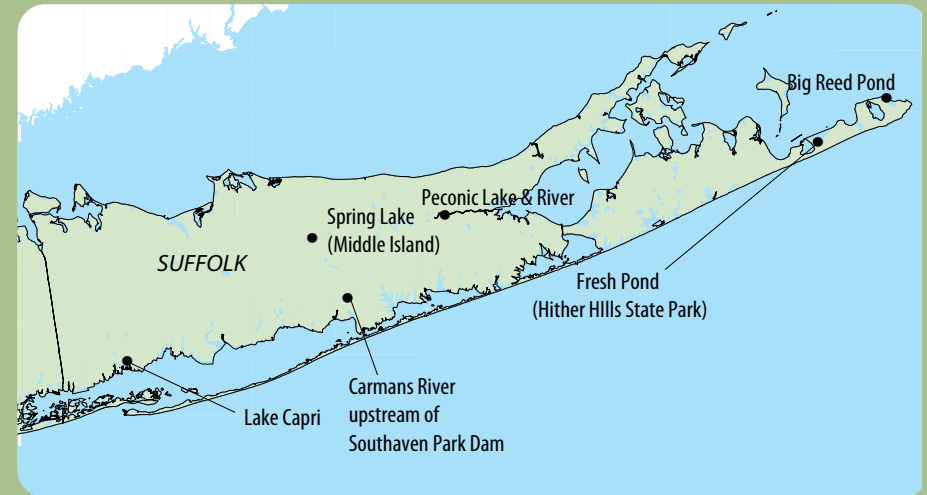 Big Reed Pond
Peconic Lake & River
Spring Lake
(Middle Island)
SUFFOLK
Fresh Pond
(Hither HIlls State Park)
Carmans River
upstream of
Southaven Park Dam
Lake Capri